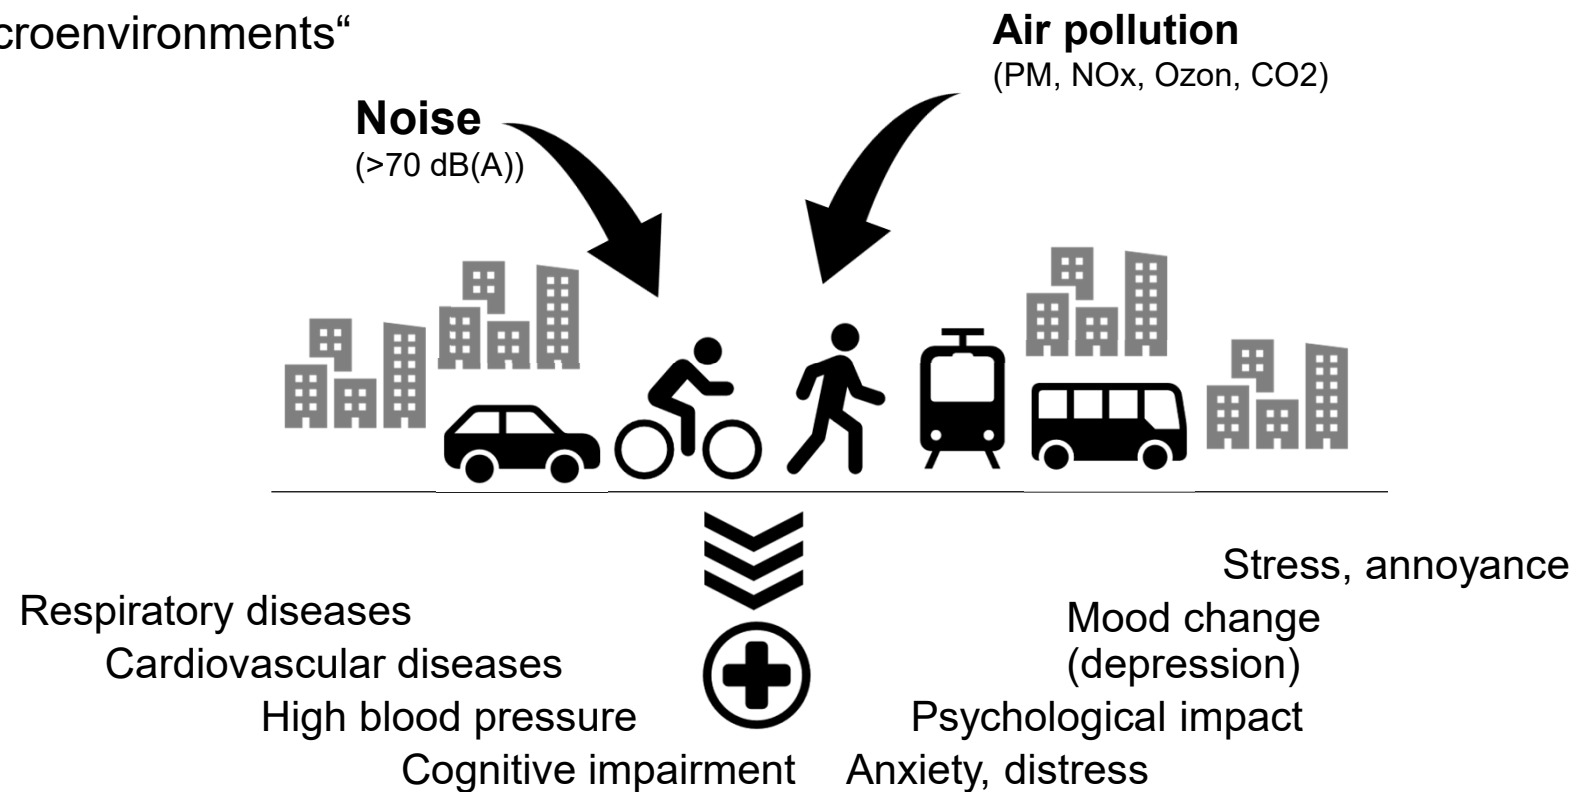 croenvironments“
Air pollution
(PM, NOx, Ozon, CO2)
Noise
(>70 dB(A))
Stress, annoyance
Respiratory diseases
Mood change
(depression)
Cardiovascular diseases
High blood pressure
Psychological impact
Cognitive impairment
Anxiety, distress